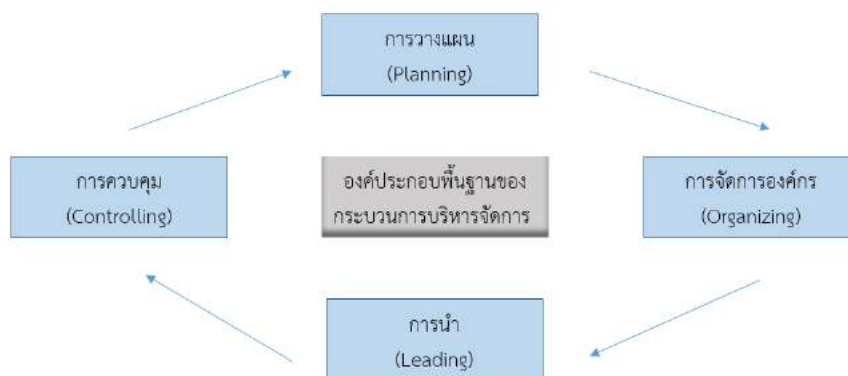 การวางแผน
(Planning)
การควบคุม
(Controlling)
องค์ประกอบพื้นฐานของ
กระบวนการบริหารจัดการ
การจัดการองค์กร
(Organizing)
การนำ
(Leading)